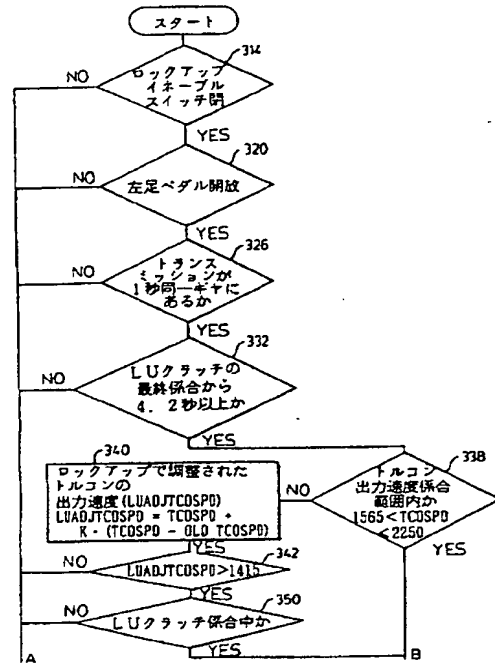 スタート
314
NO
ロックアップ
イネーブル
スイッチ閉
YES
320
NO
左足ペダル開放
YES
326
NO
トランス
ミッションが
1秒同一ギヤに
あるか
YES
332
NO
LUクラッチの
最終係合から
4.2秒以上か
YES
338
トルコン
出力速度係合
範囲内か
1565<TCOSPD
<2250
NO
YES
340
ロックアップで調整された
トルコンの
出力速度(LUADJTCOSPD)
LUADJTCOSPD = TCOSPD +
K・(TCOSPD - OLD TCOSPD)
YES
342
NO
LUADJTCOSPD>1415
YES
350
NO
LUクラッチ係合中か
YES
A
B